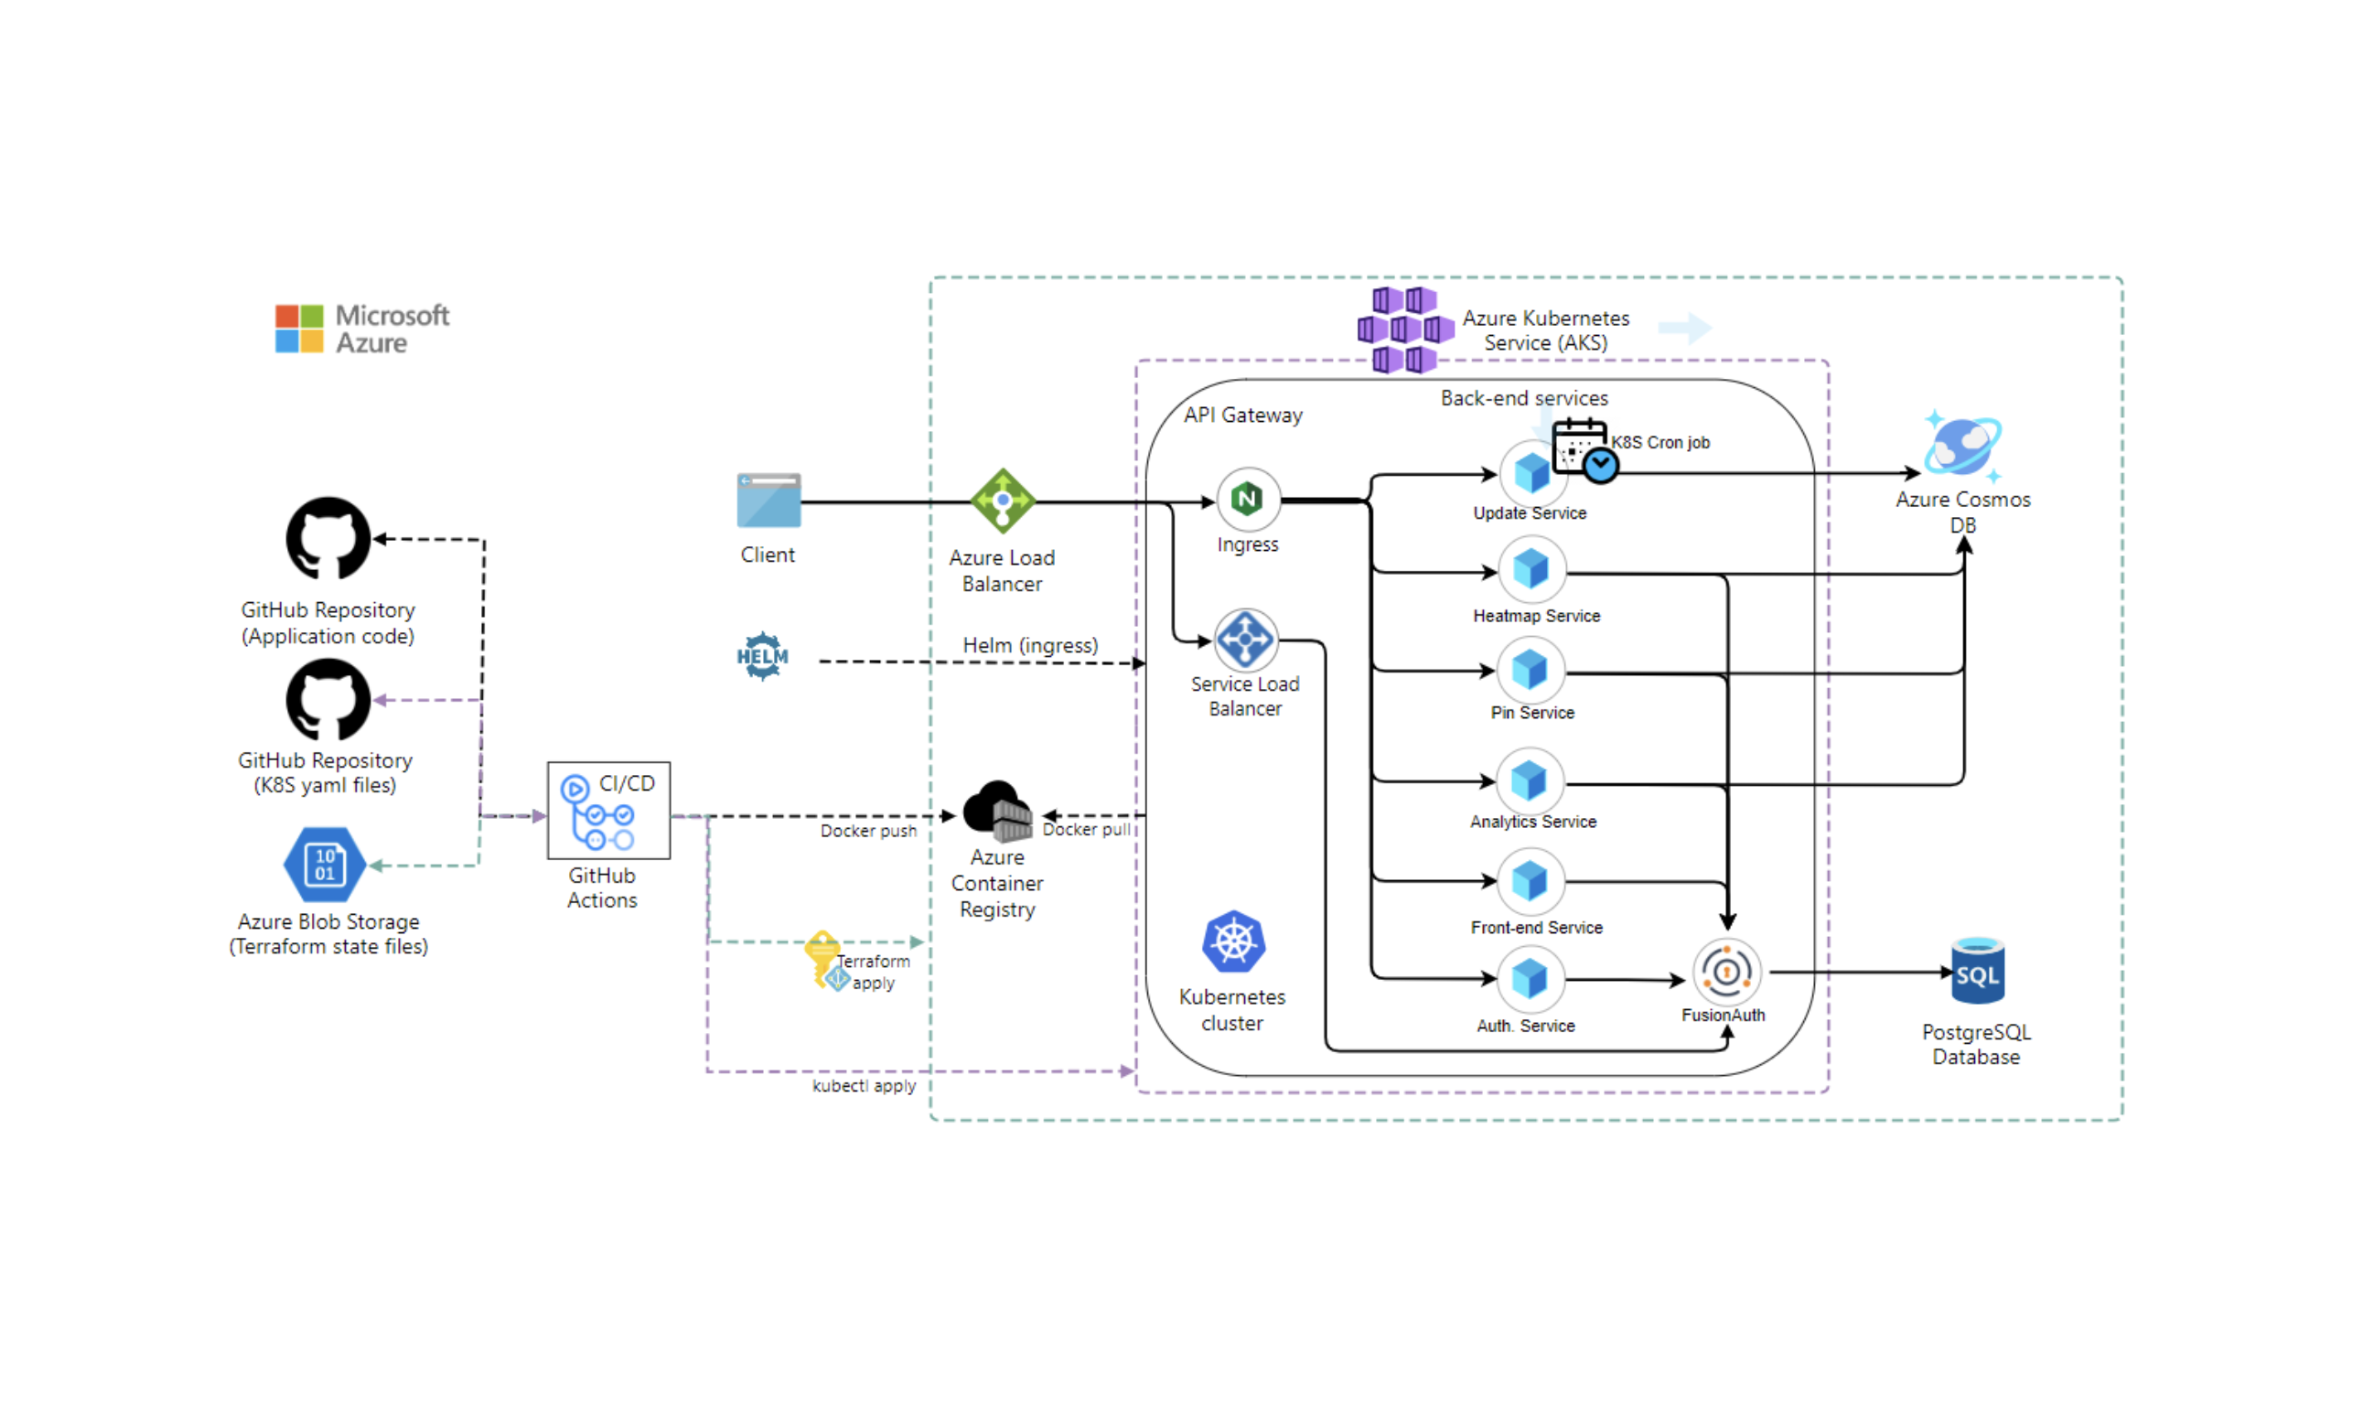 Microsoft
Azure
Azure Kubernetes
Service (AKS)
API Gateway
Back-end services
K8S Cron job
Update Service
Azure Cosmos
DB
Client
Azure Load
Balancer
N
Ingress
Heatmap Service
GitHub Repository
(Application code)
HELM
Helm (ingress)
Service Load
Balancer
Pin Service
GitHub Repository
(K8S yaml files)
CI/CD
GitHub
Actions
Docker push
Docker pull
Azure
Container
Registry
Analytics Service
10
01
Azure Blob Storage
(Terraform state files)
Terraform
apply
Front-end Service
Kubernetes
cluster
Auth. Service
FusionAuth
SQL
PostgreSQL
Database
kubectl apply